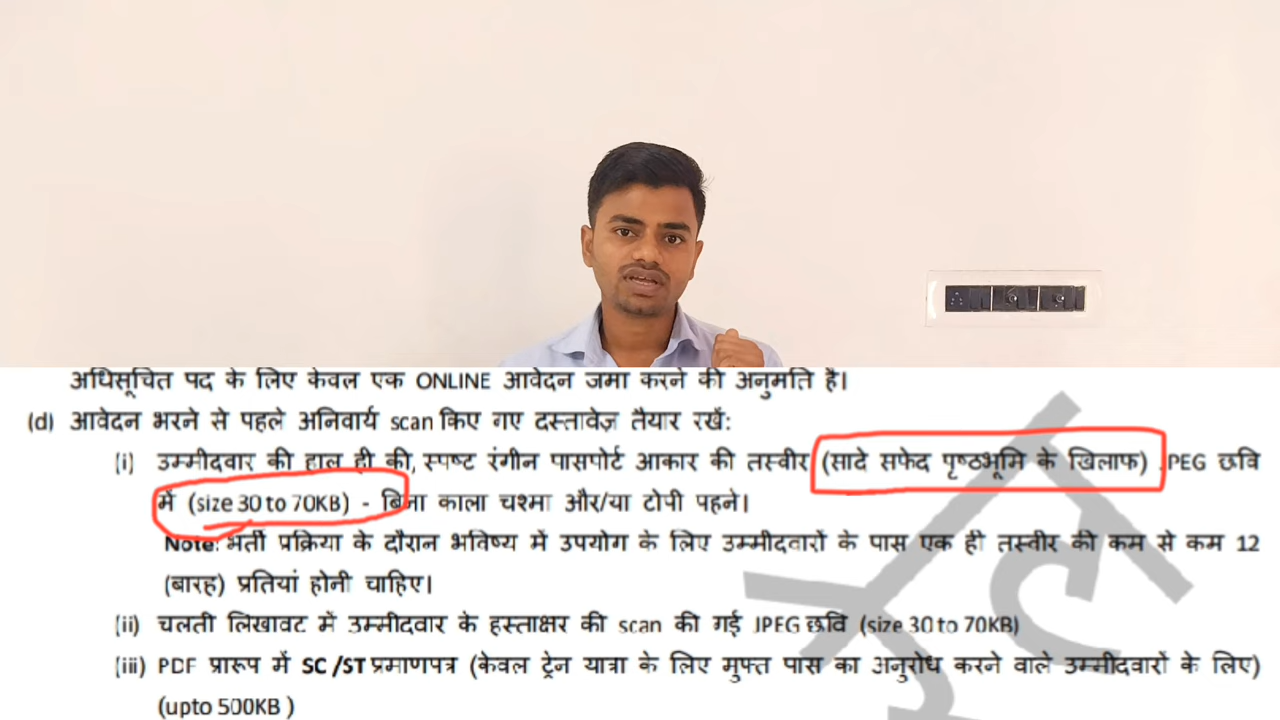 अधिसूचित पद के लिए केवल एक ONLINE आवेदन जमा करने की अनुमति है।
(d) आवेदन भरने से पहले अनिवार्य scan किए गए दस्तावेज़ तैयार रखें:
(i) उम्मीदवार की हाल ही की, स्पष्ट रंगीन पासपोर्ट आकार की तस्वीर (सादे सफेद पृष्ठभूमि के खिलाफ) JPEG छवि
में (size 30 to 70KB) - बिना काला चश्मा और/या टोपी पहने।
Note: भर्ती प्रक्रिया के दौरान भविष्य में उपयोग के लिए उम्मीदवारों के पास एक ही तस्वीर की कम से कम 12
(बारह) प्रतियां होनी चाहिए।
(ii) चलती लिखावट में उम्मीदवार के हस्ताक्षर की scan की गई JPEG छवि (size 30 to 70KB)
(iii) PDF प्रारूप में SC /ST प्रमाणपत्र (केवल ट्रेन यात्रा के लिए मुफ्त पास का अनुरोध करने वाले उम्मीदवारों के लिए)
(upto 500KB )